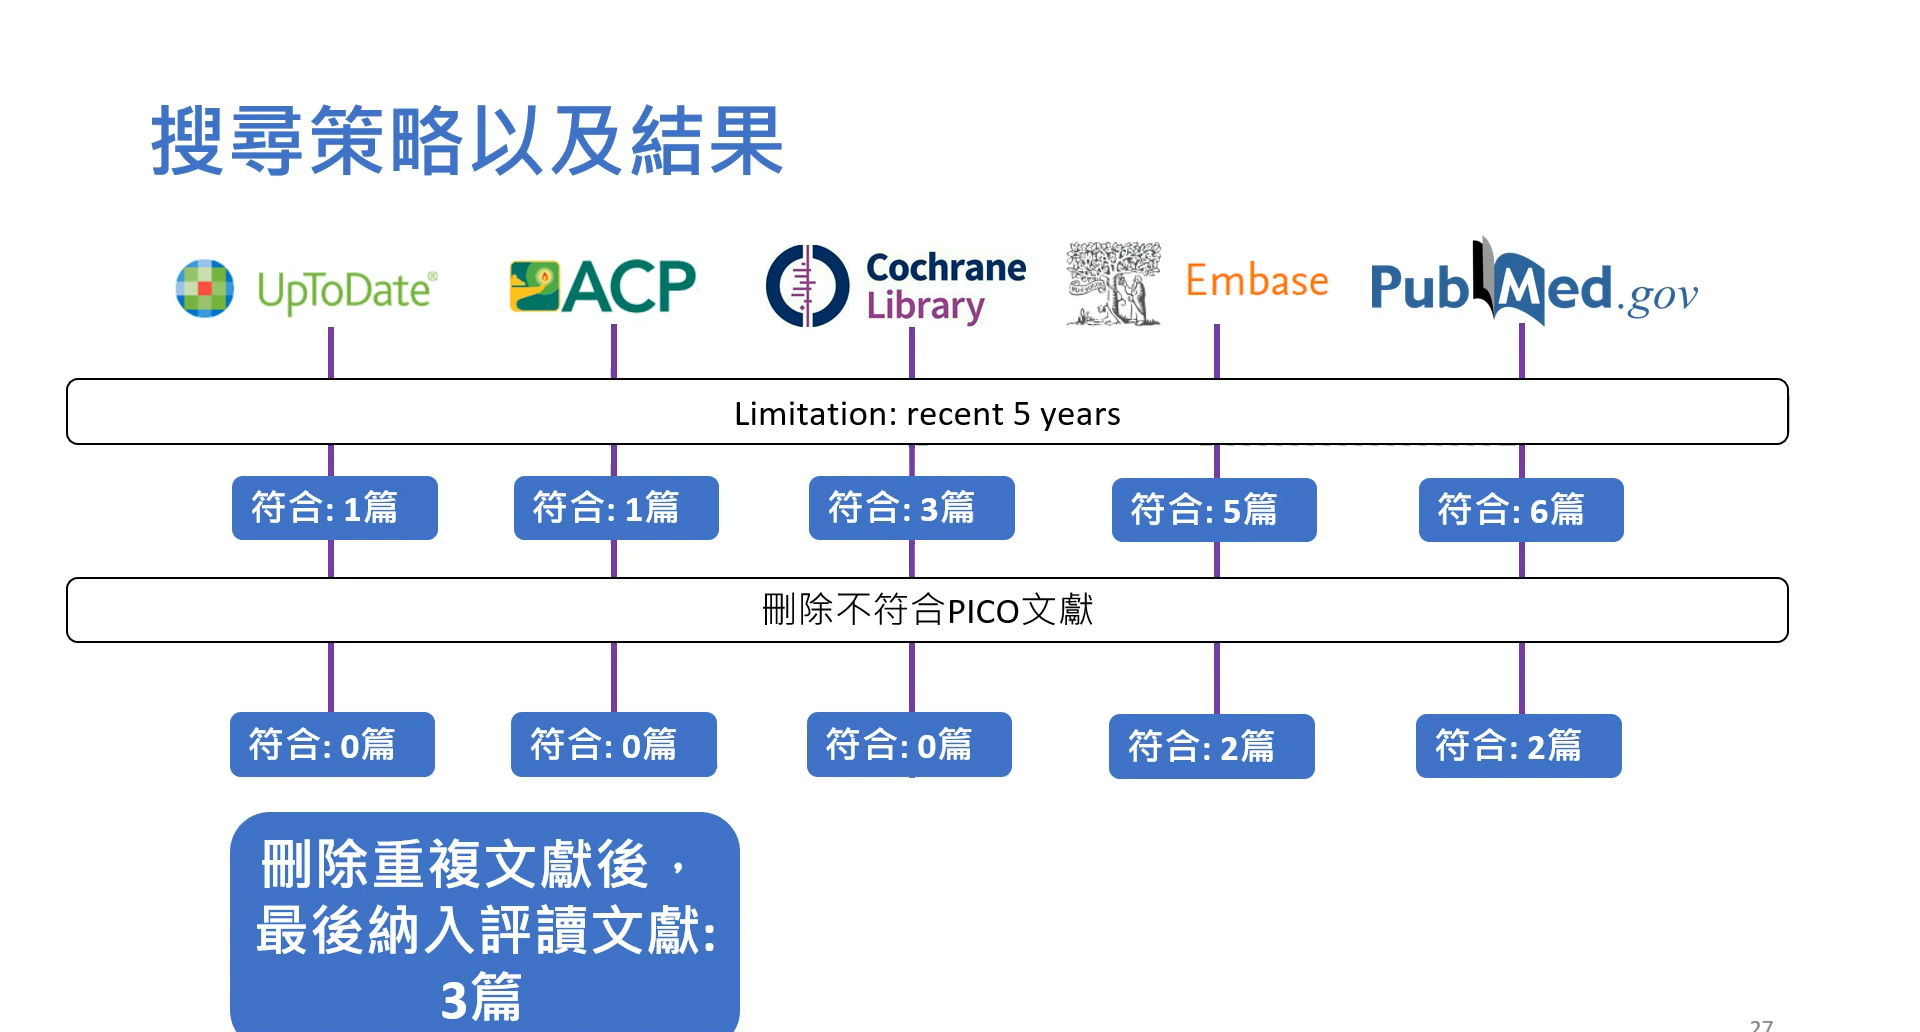 搜尋策略以及結果
UpToDate®
ACP
Cochrane
Library
Embase
PubMed.gov
Limitation: recent 5 years
符合: 1篇
符合: 1篇
符合: 3篇
符合: 5篇
符合: 6篇
刪除不符合PICO文獻
符合: 0篇
符合: 0篇
符合: 0篇
符合: 2篇
符合: 2篇
刪除重複文獻後，
最後納入評讀文獻:
3篇
27